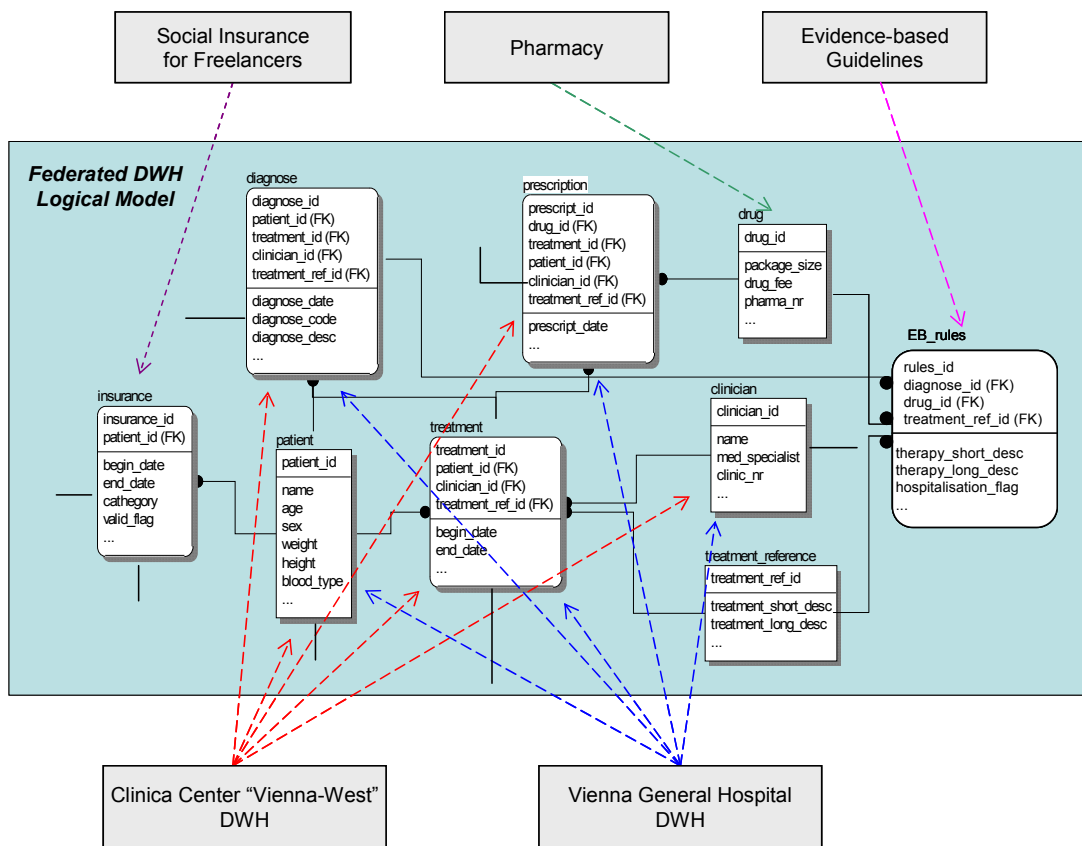 Social Insurance
for Freelancers
Pharmacy
Evidence-based
Guidelines
Federated DWH
Logical Model
diagnose
diagnose_id
patient_id (FK)
treatment_id (FK)
clinician_id (FK)
treatment_ref_id (FK)
diagnose_date
diagnose_code
diagnose_desc
...
prescription
prescript_id
drug_id (FK)
treatment_id (FK)
patient_id (FK)
clinician_id (FK)
treatment_ref_id (FK)
prescript_date
...
drug
drug_id
package_size
drug_fee
pharma_nr
...
EB_rules
rules_id
diagnose_id (FK)
drug_id (FK)
treatment_ref_id (FK)
therapy_short_desc
therapy_long_desc
hospitalisation_flag
...
insurance
insurance_id
patient_id (FK)
begin_date
end_date
cathegory
valid_flag
...
patient
patient_id
name
age
sex
weight
height
blood_type
...
treatment
treatment_id
patient_id (FK)
clinician_id (FK)
treatment_ref_id (FK)
begin_date
end_date
...
clinician
clinician_id
name
med_specialist
clinic_nr
...
treatment_reference
treatment_ref_id
treatment_short_desc
treatment_long_desc
...
Clinica Center “Vienna-West”
DWH
Vienna General Hospital
DWH